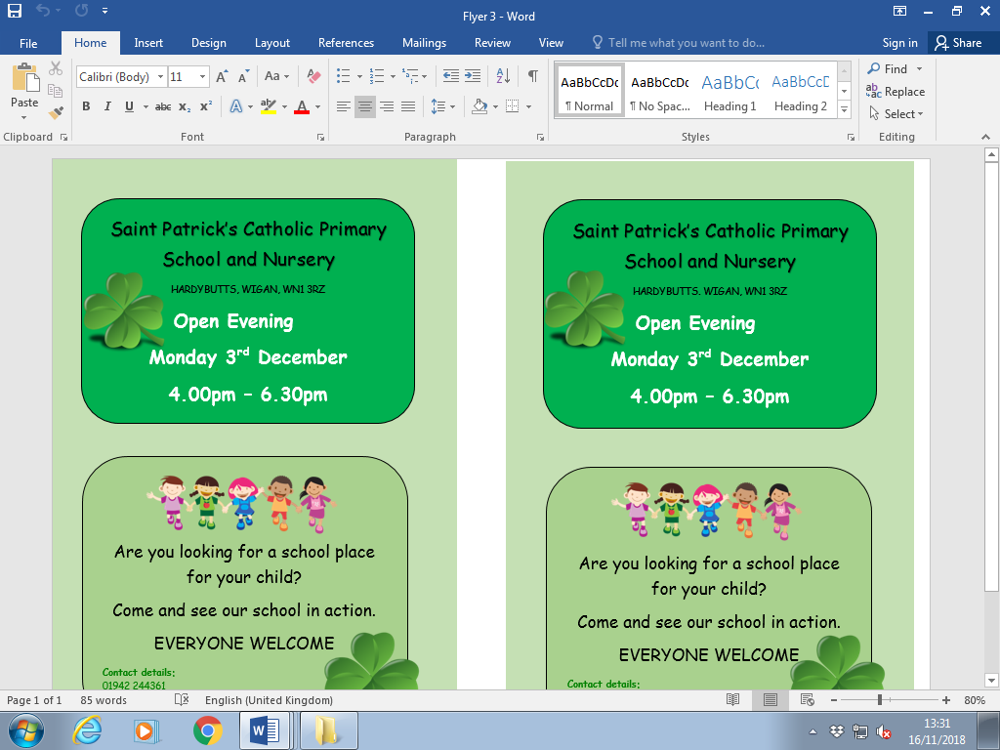 Flyer 3 - Word
File Home Insert Design Layout References Mailings Review View Tell me what you want to do... Sign in Share
Paste
Calibri (Body) 11
Clipboard Font Paragraph Styles Editing
AaBbCcDc AaBbCcDc AaBbCc AaBbCcD
¶ Normal ¶ No Spac... Heading 1 Heading 2
Find
Replace
Select
Saint Patrick's Catholic Primary
School and Nursery
HARDYBUTTS, WIGAN, WN1 3RZ
Open Evening
Monday 3rd December
4.00pm – 6.30pm
Are you looking for a school place
for your child?
Come and see our school in action.
EVERYONE WELCOME
Contact details:
01942 244361
Saint Patrick's Catholic Primary
School and Nursery
HARDYBUTTS. WIGAN, WN1 3RZ
Open Evening
Monday 3rd December
4.00pm – 6.30pm
Are you looking for a school place
for your child?
Come and see our school in action.
EVERYONE WELCOME
Contact details:
Page 1 of 1 85 words English (United Kingdom) 80%
13:31
16/11/2018